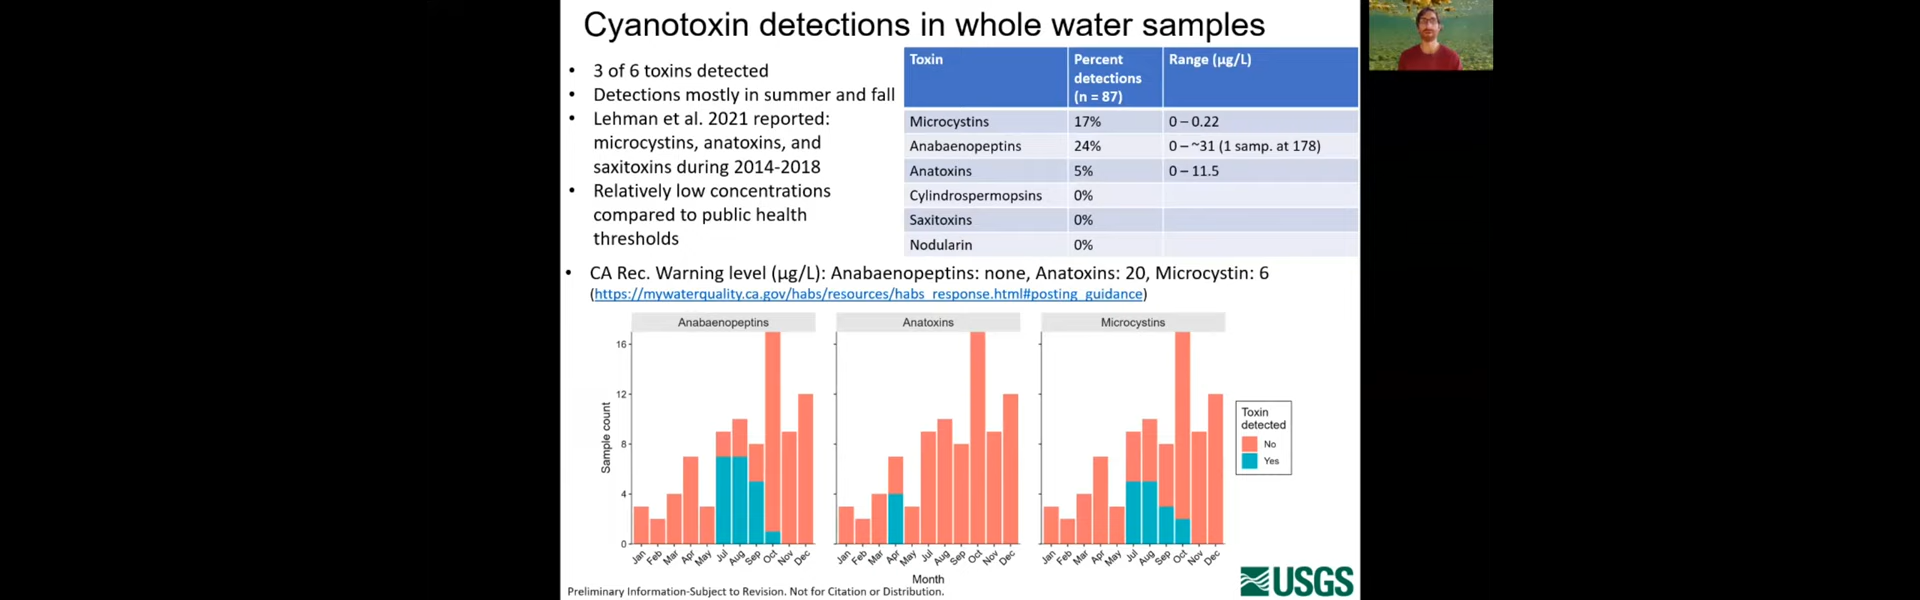 Cyanotoxin detections in whole water samples
• 3 of 6 toxins detected
• Detections mostly in summer and fall
• Lehman et al. 2021 reported:
microcystins, anatoxins, and
saxitoxins during 2014-2018
• Relatively low concentrations
compared to public health
thresholds
Toxin Percent detections (n = 87) Range (µg/L)
Microcystins 17% 0 – 0.22
Anabaenopeptins 24% 0 – ~31 (1 samp. at 178)
Anatoxins 5% 0 – 11.5
Cylindrospermopsins 0%
Saxitoxins 0%
Nodularin 0%
• CA Rec. Warning level (µg/L): Anabaenopeptins: none, Anatoxins: 20, Microcystin: 6
(https://mywaterquality.ca.gov/habs/resources/habs_response.html#posting_guidance)
Anabaenopeptins Anatoxins Microcystins
Sample count
16
12
8
4
0
Jan Feb Mar Apr May Jul Aug Sep Oct Nov Dec
Jan Feb Mar Apr May Jul Aug Sep Oct Nov Dec
Jan Feb Mar Apr May Jul Aug Sep Oct Nov Dec
Month
Toxin
detected
No
Yes
Preliminary Information-Subject to Revision. Not for Citation or Distribution.
USGS